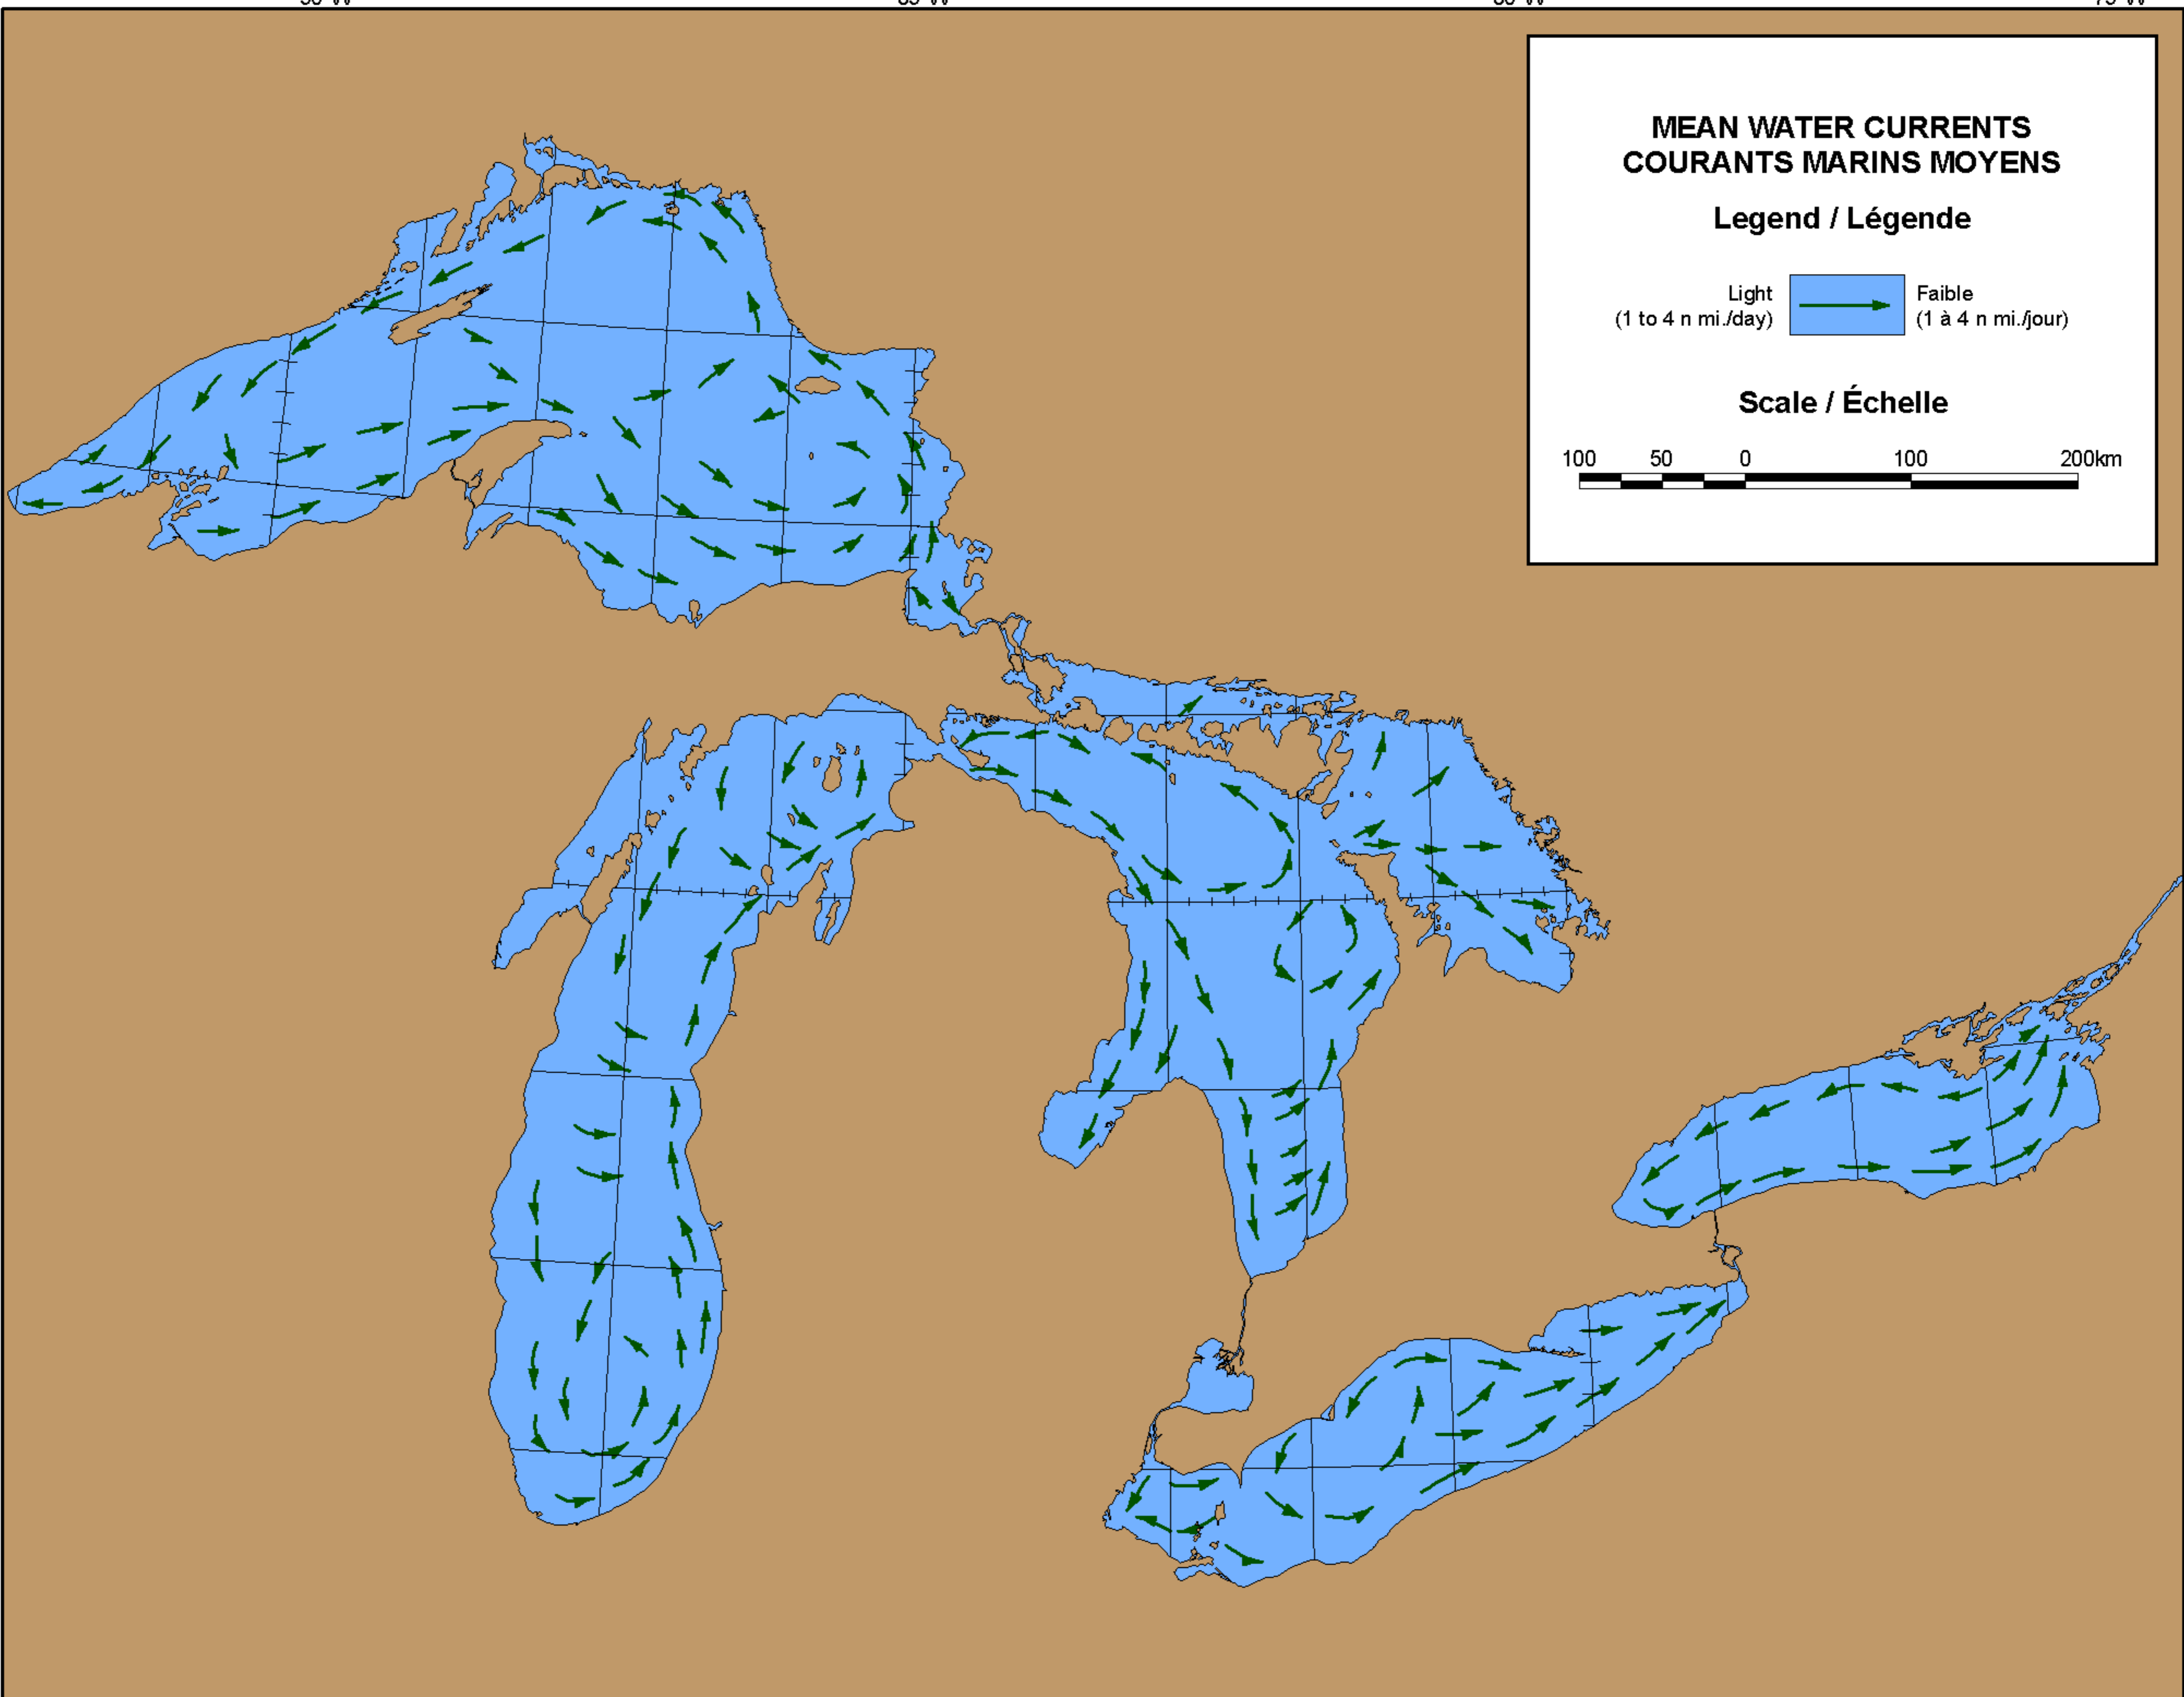 MEAN WATER CURRENTS
COURANTS MARINS MOYENS
Legend / Légende
Light
(1 to 4 n mi./day)
Faible
(1 à 4 n mi./jour)
Scale / Échelle
100 50 0 100 200km